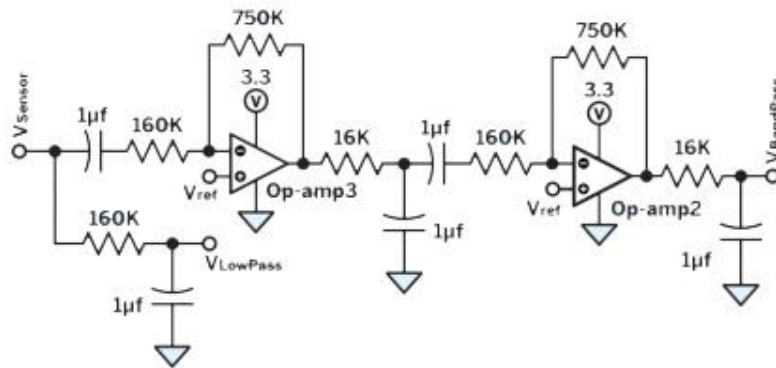 750K
750K
3.3
V
3.3
V
VSensor
1µf
160K
16K
1µf
160K
16K
VBandPass
Vref
Op-amp3
Vref
Op-amp2
160K
1µf
1µf
VLowPass
1µf